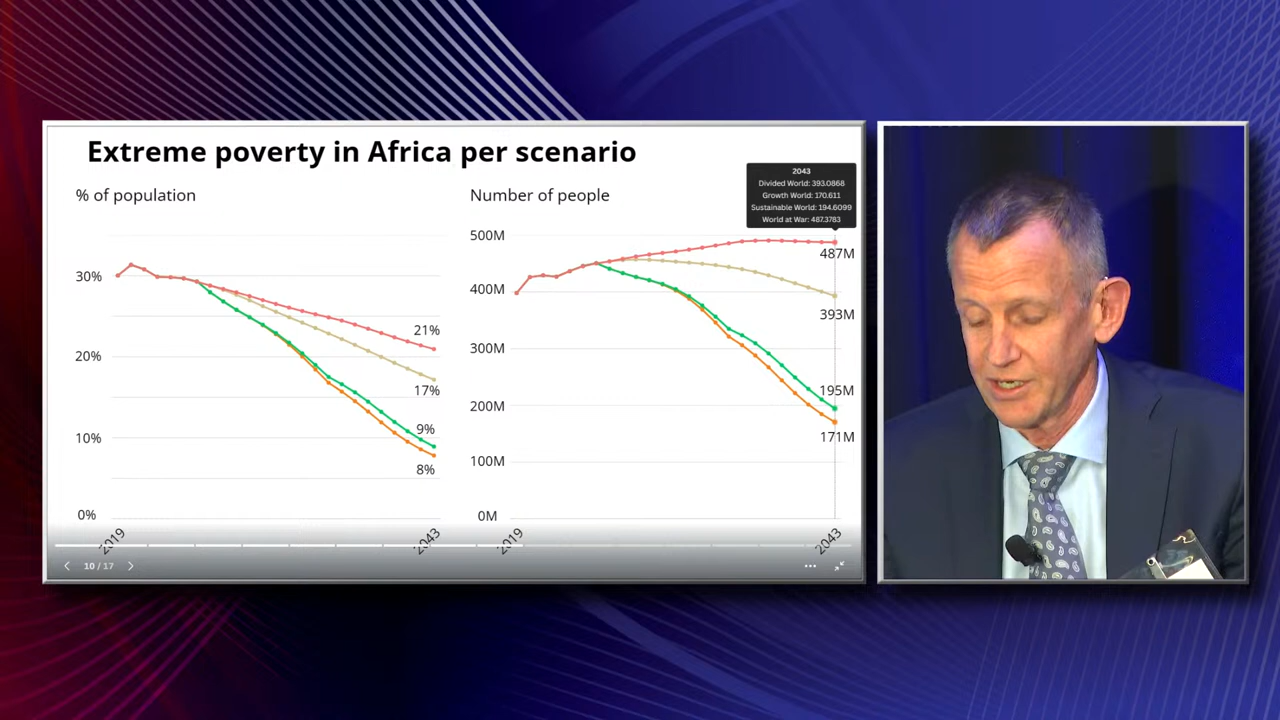 Extreme poverty in Africa per scenario
% of population
30%
20%
10%
0%
21%
17%
9%
8%
2019
2043
Number of people
2043
Divided World: 393.0868
Growth World: 170.611
Sustainable World: 194.6099
World at War: 487.3783
500M
400M
300M
200M
100M
0M
487M
393M
195M
171M
2019
2043
10 / 17